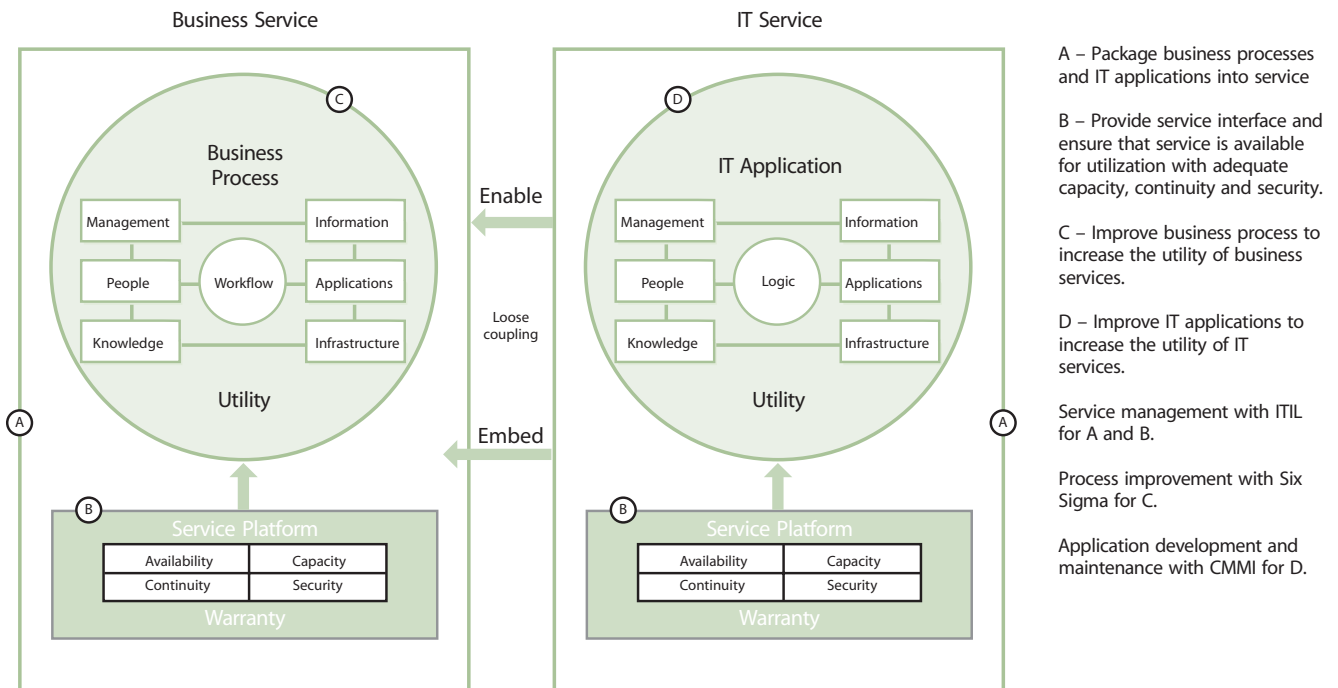 Business Service
C
Business
Process
Management
Information
People
Workflow
Applications
Knowledge
Infrastructure
Utility
A
B
Service Platform
Availability
Capacity
Continuity
Security
Warranty
Enable
Loose
coupling
Embed
IT Service
D
IT Application
Management
Information
People
Logic
Applications
Knowledge
Infrastructure
Utility
A
B
Service Platform
Availability
Capacity
Continuity
Security
Warranty
A – Package business processes
and IT applications into service
B – Provide service interface and
ensure that service is available
for utilization with adequate
capacity, continuity and security.
C – Improve business process to
increase the utility of business
services.
D – Improve IT applications to
increase the utility of IT
services.
Service management with ITIL
for A and B.
Process improvement with Six
Sigma for C.
Application development and
maintenance with CMMI for D.